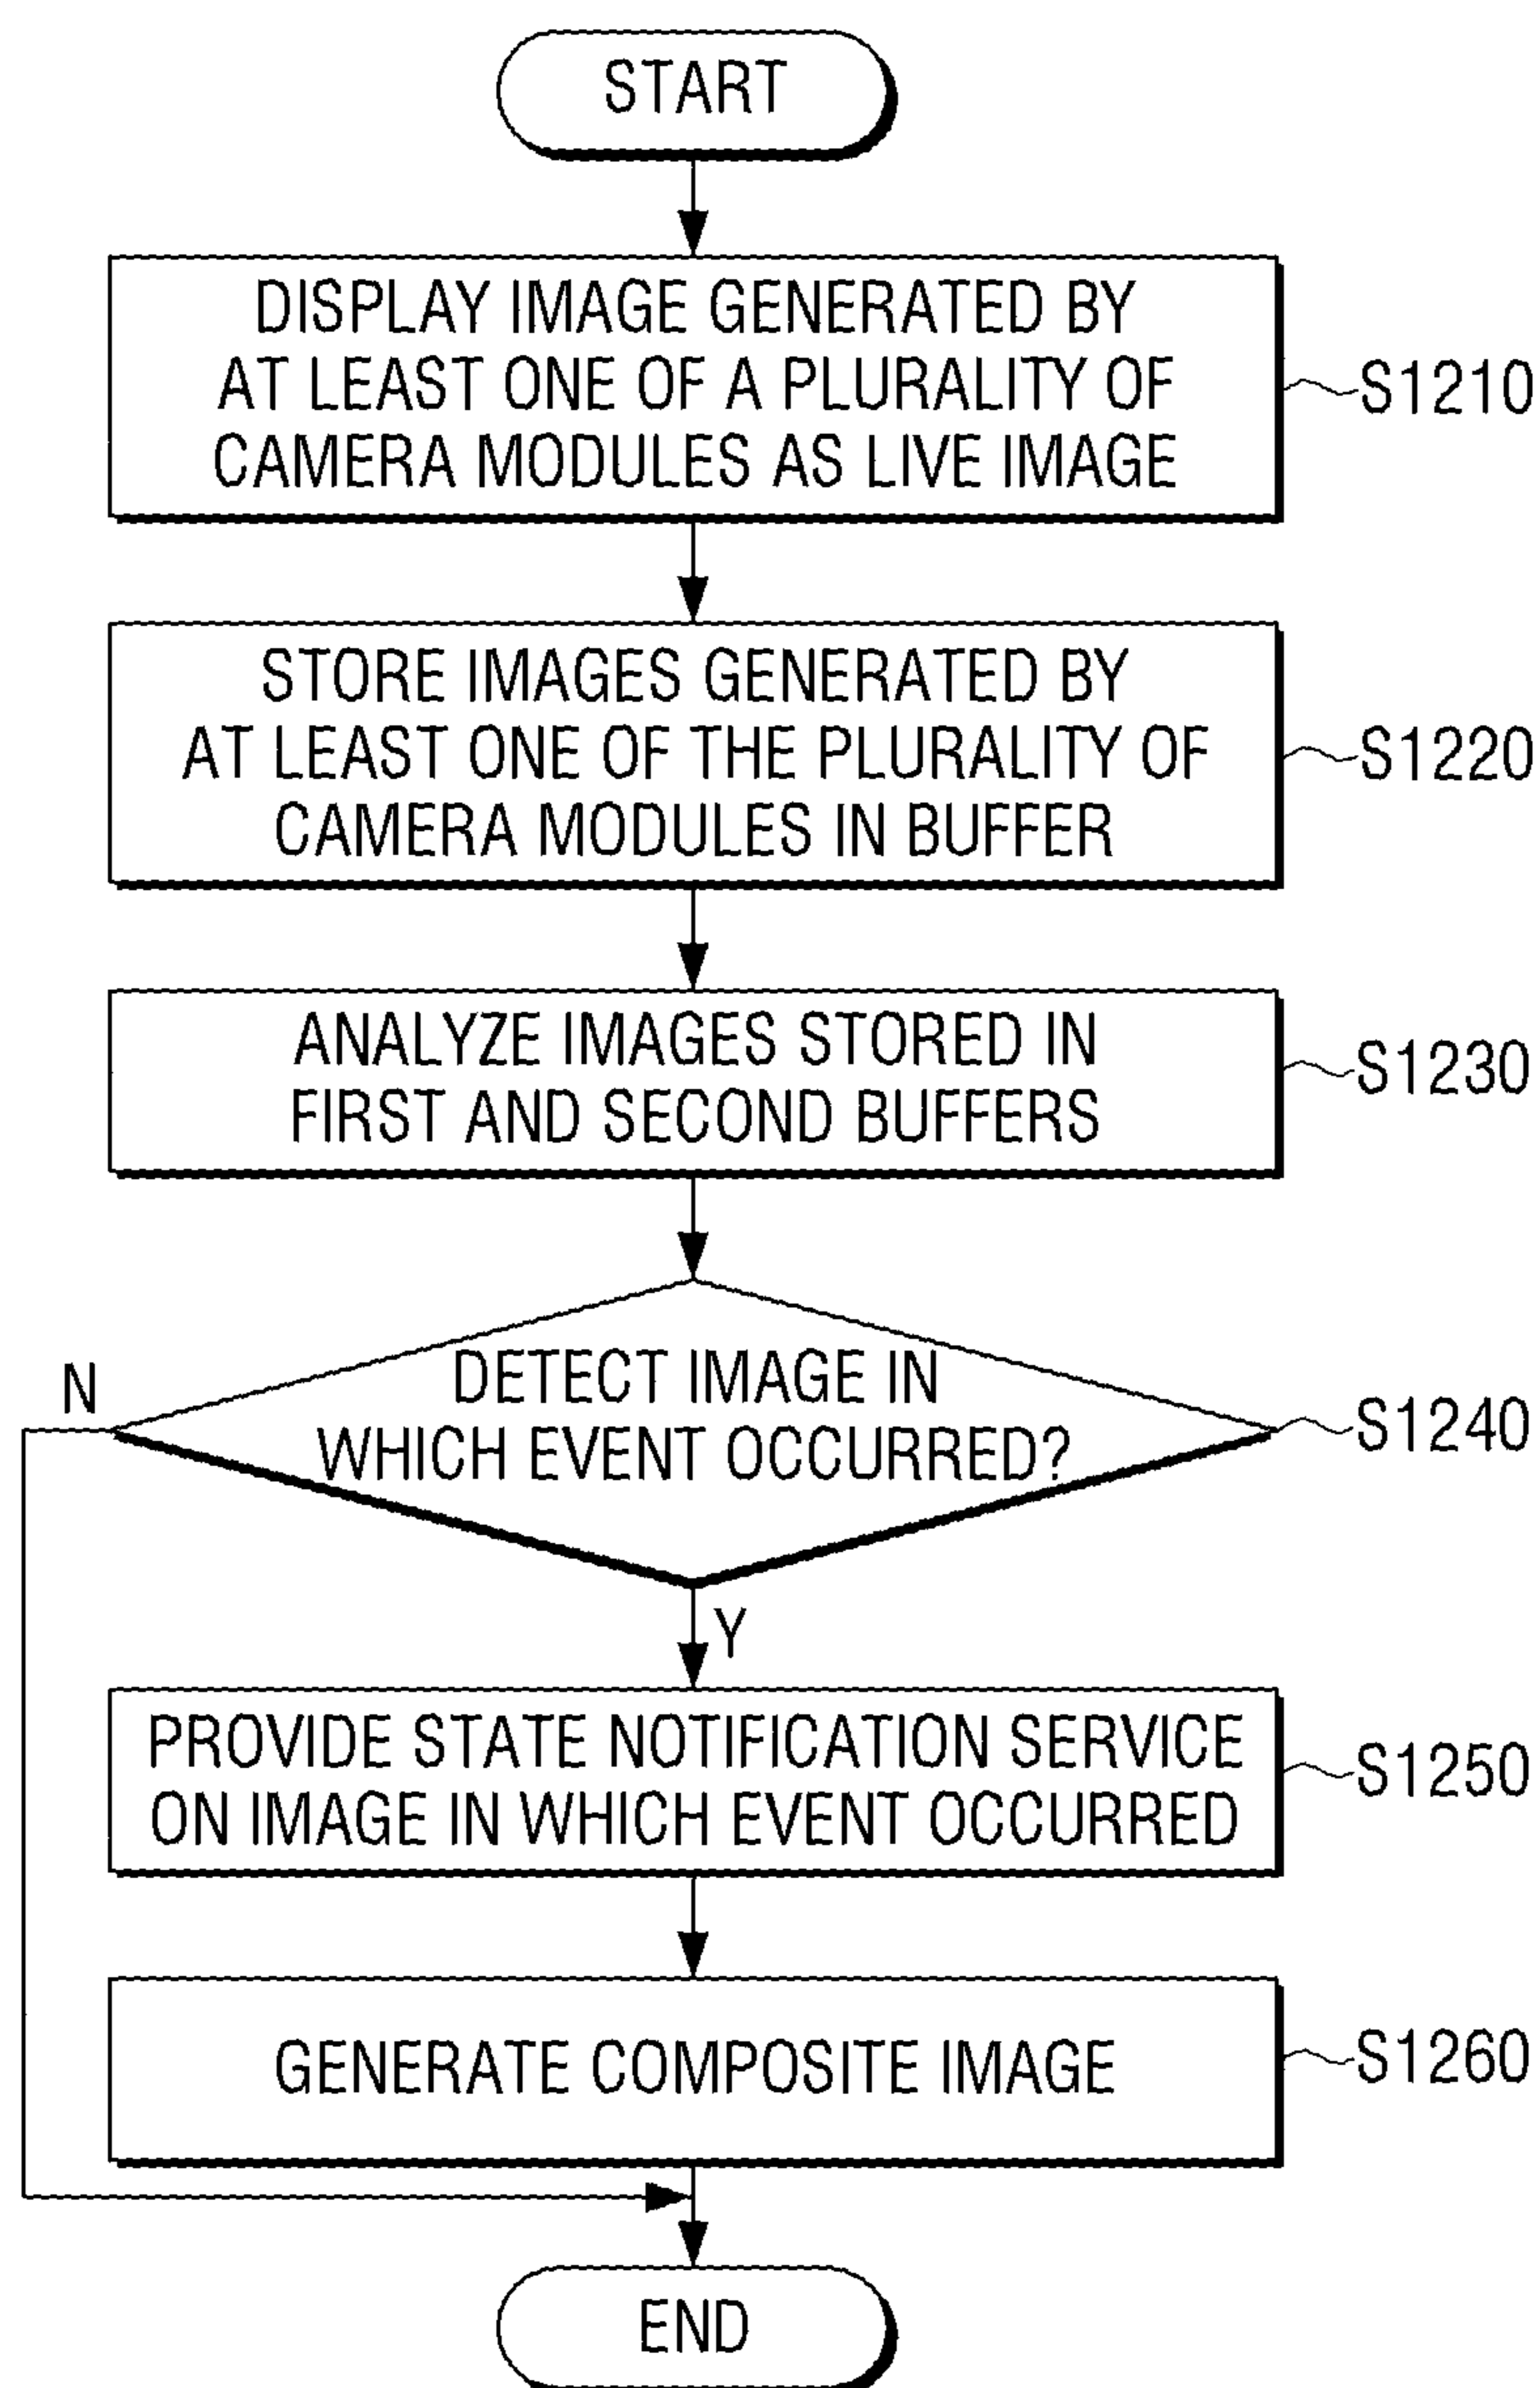 START
DISPLAY IMAGE GENERATED BY
AT LEAST ONE OF A PLURALITY OF
CAMERA MODULES AS LIVE IMAGE
S1210
STORE IMAGES GENERATED BY
AT LEAST ONE OF THE PLURALITY OF
CAMERA MODULES IN BUFFER
S1220
ANALYZE IMAGES STORED IN
FIRST AND SECOND BUFFERS
S1230
N
DETECT IMAGE IN
WHICH EVENT OCCURRED?
S1240
Y
PROVIDE STATE NOTIFICATION SERVICE
ON IMAGE IN WHICH EVENT OCCURRED
S1250
GENERATE COMPOSITE IMAGE
S1260
END